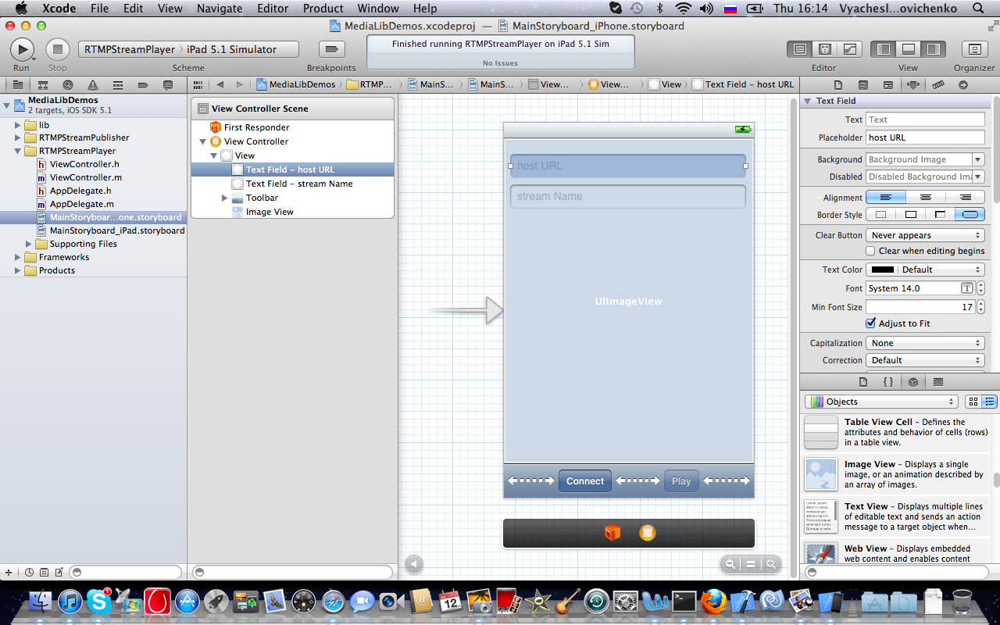 Xcode File Edit View Navigate Editor Product Window Help Thu 16:14 Vyachesl...ovichenko
MediaLibDemos.xcodeproj — MainStoryboard_iPhone.storyboard
RTMPStreamPlayer › iPad 5.1 Simulator
Finished running RTMPStreamPlayer on iPad 5.1 Sim
No Issues
Run Stop Scheme Breakpoints Editor View Organizer
MediaLibDemos RTMP... MainS... MainS... View... View... View Text Field – host URL
MediaLibDemos
2 targets, iOS SDK 5.1
lib
RTMPStreamPublisher
RTMPStreamPlayer
ViewController.h
ViewController.m
AppDelegate.h
AppDelegate.m
MainStoryboar...one.storyboard
MainStoryboard_iPad.storyboard
Supporting Files
Frameworks
Products
View Controller Scene
First Responder
View Controller
View
Text Field – host URL
Text Field – stream Name
Toolbar
Image View
host URL
stream Name
UIImageView
Connect Play
Text Field
Text Text
Placeholder host URL
Background Background Image
Disabled Disabled Background Ima
Alignment
Border Style
Clear Button Never appears
Clear when editing begins
Text Color Default
Font System 14.0 T
Min Font Size 17
Adjust to Fit
Capitalization None
Correction Default
{ }
Objects
Table View Cell – Defines the
attributes and behavior of cells (rows)
in a table view.
Image View – Displays a single
image, or an animation described by
an array of images.
Text View – Displays multiple lines
of editable text and sends an action
message to a target object when...
Web View – Displays embedded
web content and enables content
1
12